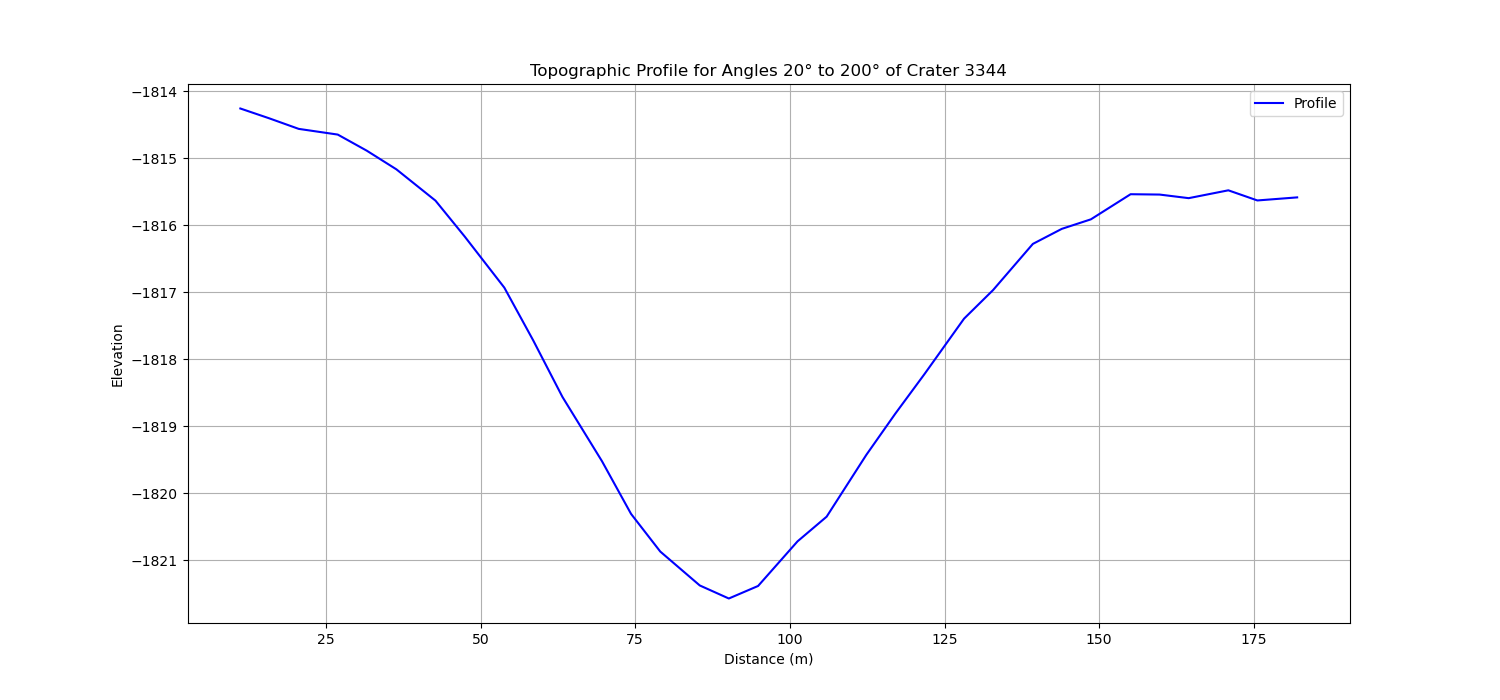 Topographic Profile for Angles 20° to 200° of Crater 3344
Profile
−1814
−1815
−1816
−1817
−1818
−1819
−1820
−1821
Elevation
25 50 75 100 125 150 175
Distance (m)